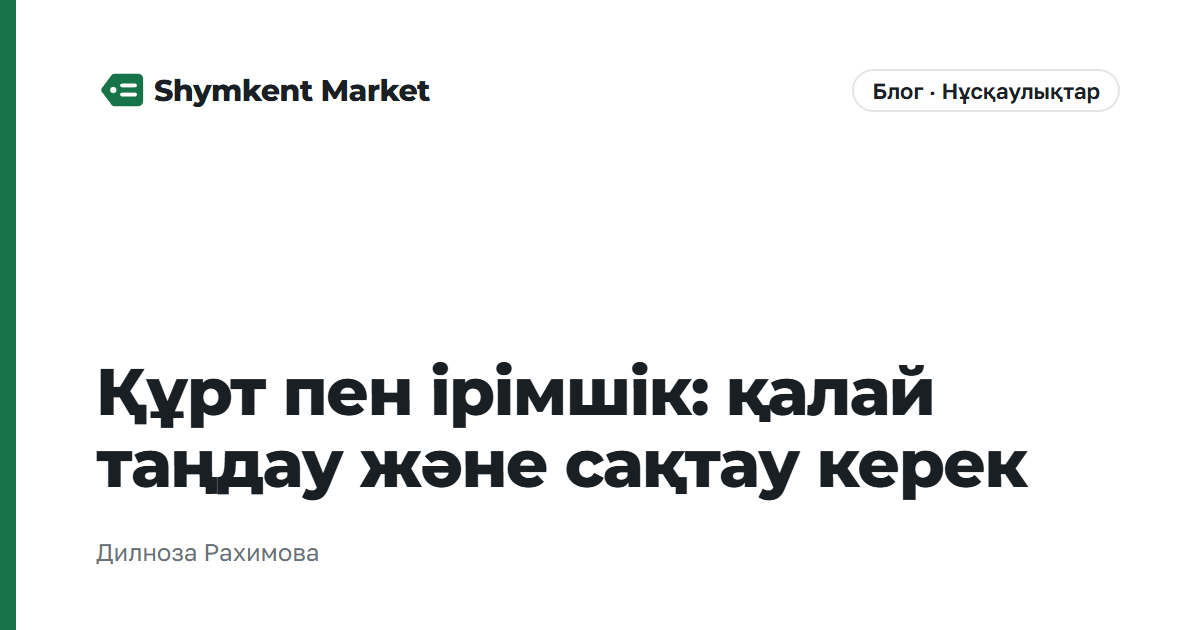 Shymkent Market
Блог · Нұсқаулықтар
Құрт пен ірімшік: қалай
таңдау және сақтау керек
Дилноза Рахимова